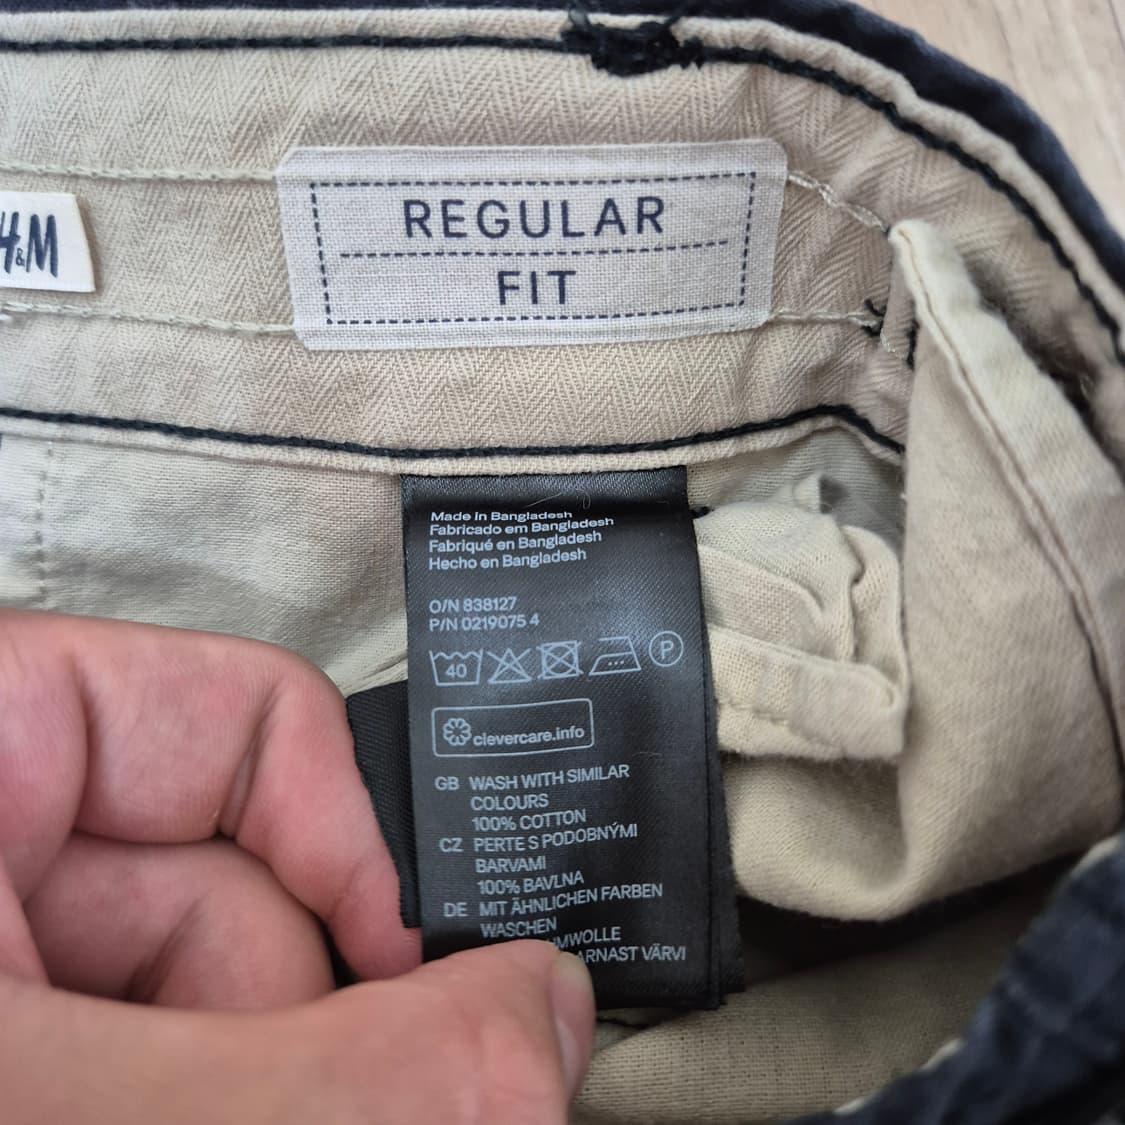 H&M
REGULAR
FIT
Made in Bangladesh
Fabricado em Bangladesh
Fabriqué en Bangladesh
Hecho en Bangladesh
O/N 838127
P/N 0219075 4
40
P
clevercare.info
GB WASH WITH SIMILAR
COLOURS
100% COTTON
CZ PERTE S PODOBNÝMI
BARVAMI
100% BAVLNA
DE MIT ÄHNLICHEN FARBEN
WASCHEN
VÄRVI